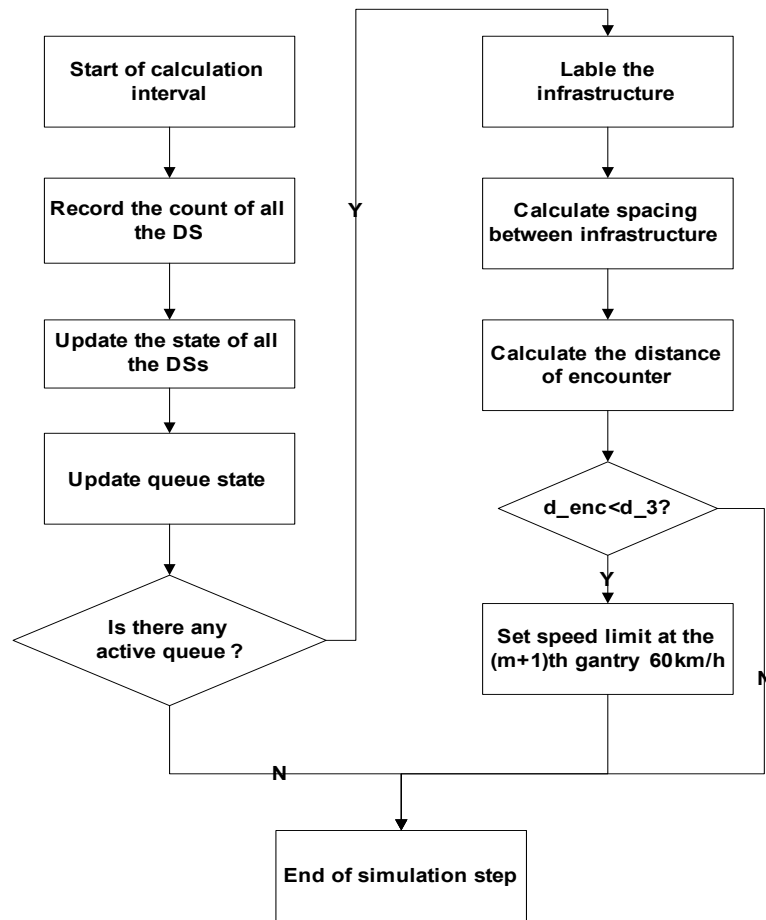 Start of calculation
interval
Record the count of all
the DS
Update the state of all
the DSs
Update queue state
Is there any
active queue ?
Y
N
Lable the
infrastructure
Calculate spacing
between infrastructure
Calculate the distance
of encounter
d_enc<d_3?
Y
N
Set speed limit at the
(m+1)th gantry 60km/h
End of simulation step